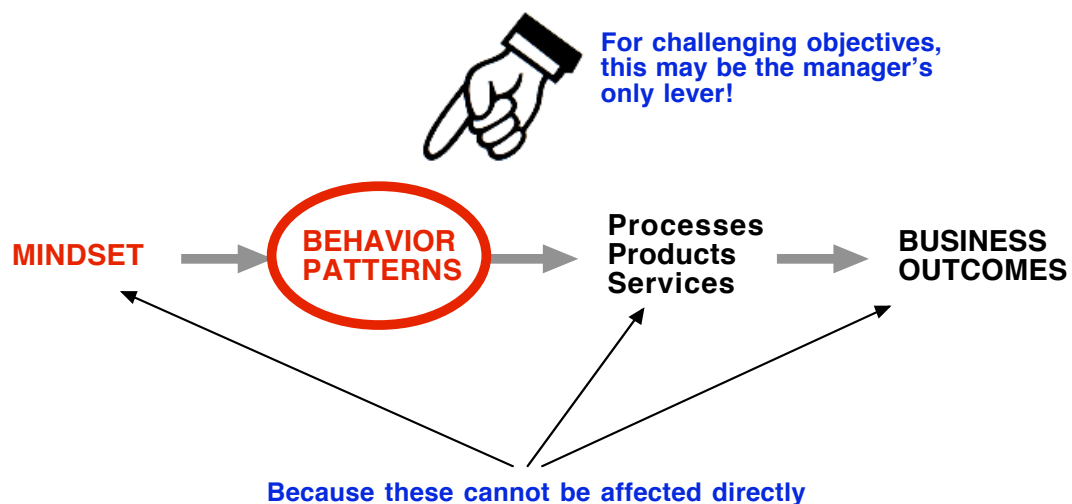 For challenging objectives,
this may be the manager's
only lever!
MINDSET
BEHAVIOR
PATTERNS
Processes
Products
Services
BUSINESS
OUTCOMES
Because these cannot be affected directly